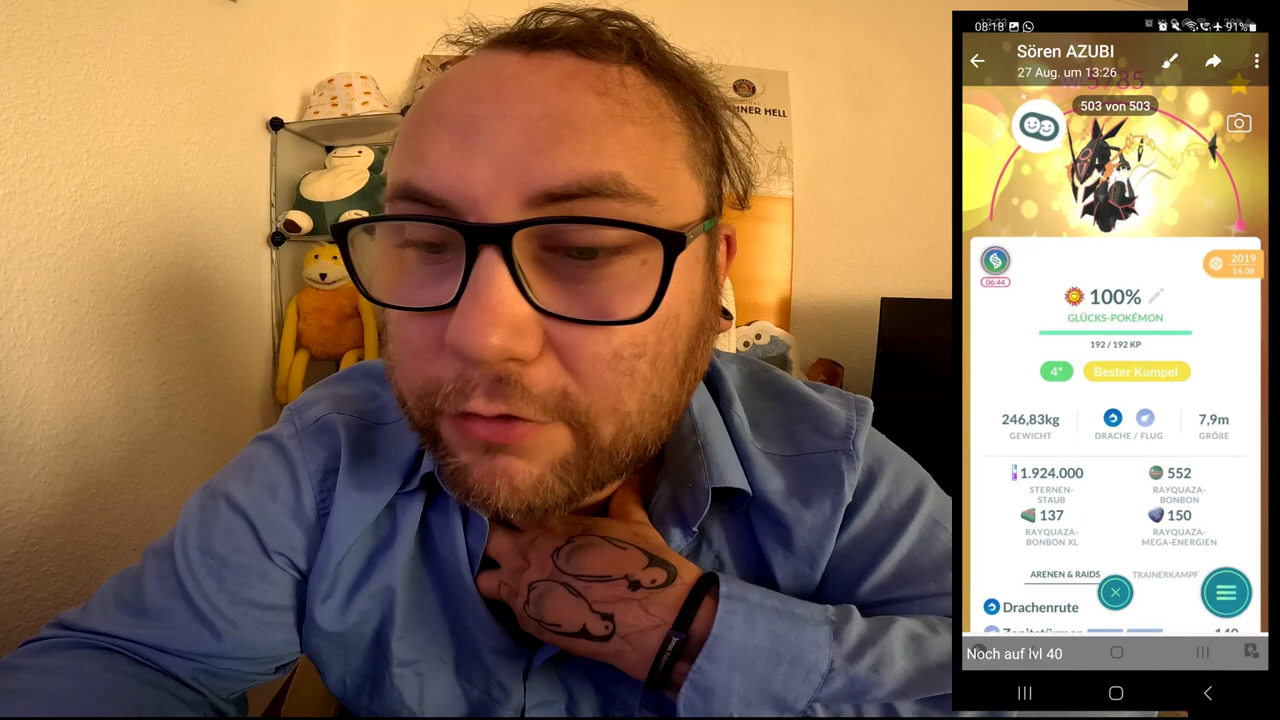 NER HELL
08:18
91%
Sören AZUBI
27 Aug. um 13:26
503 von 503
2019
14.08
06:44
100%
GLÜCKS-POKÉMON
192 / 192 KP
4*
Bester Kumpel
246,83kg
GEWICHT
DRACHE / FLUG
7,9m
GRÖẞE
1.924.000
STERNEN-
STAUB
552
RAYQUAZA-
BONBON
137
RAYQUAZA-
BONBON XL
150
RAYQUAZA-
MEGA-ENERGIEN
ARENEN & RAIDS
TRAINERKAMPF
Drachenrute
Noch auf lvl 40